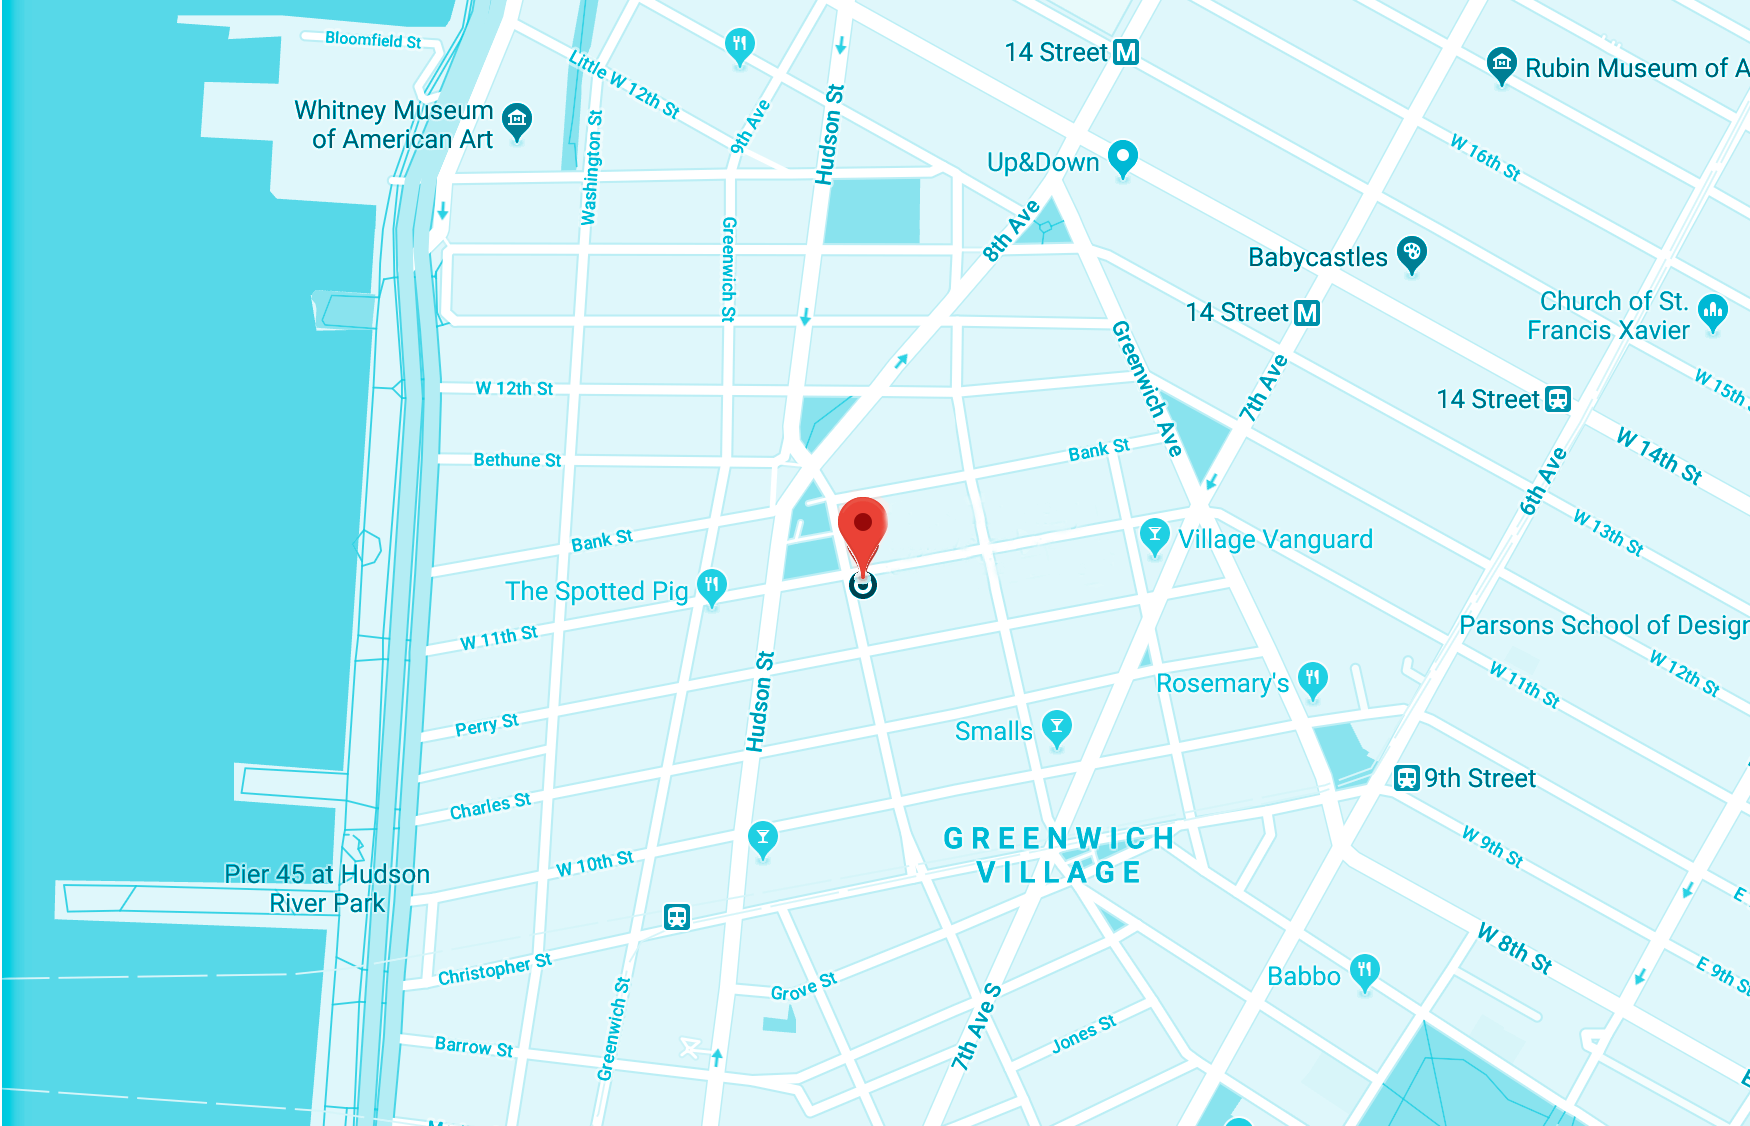 Bloomfield St
Little W 12th St
14 Street
M
Rubin Museum of A
Whitney Museum
of American Art
Washington St
9th Ave
Hudson St
Up&Down
W 16th St
Greenwich St
8th Ave
Babycastles
14 Street
M
Church of St.
Francis Xavier
Greenwich Ave
7th Ave
W 12th St
14 Street
W 15th
W 14th St
Bethune St
Bank St
6th Ave
W 13th St
Bank St
Village Vanguard
The Spotted Pig
W 11th St
Parsons School of Design
W 12th St
W 11th St
Hudson St
Rosemary's
Perry St
Smalls
9th Street
Charles St
GREENWICH
VILLAGE
W 9th St
W 10th St
Pier 45 at Hudson
River Park
E
W 8th St
Christopher St
Babbo
E 9th St
Grove St
Greenwich St
7th Ave S
Jones St
Barrow St